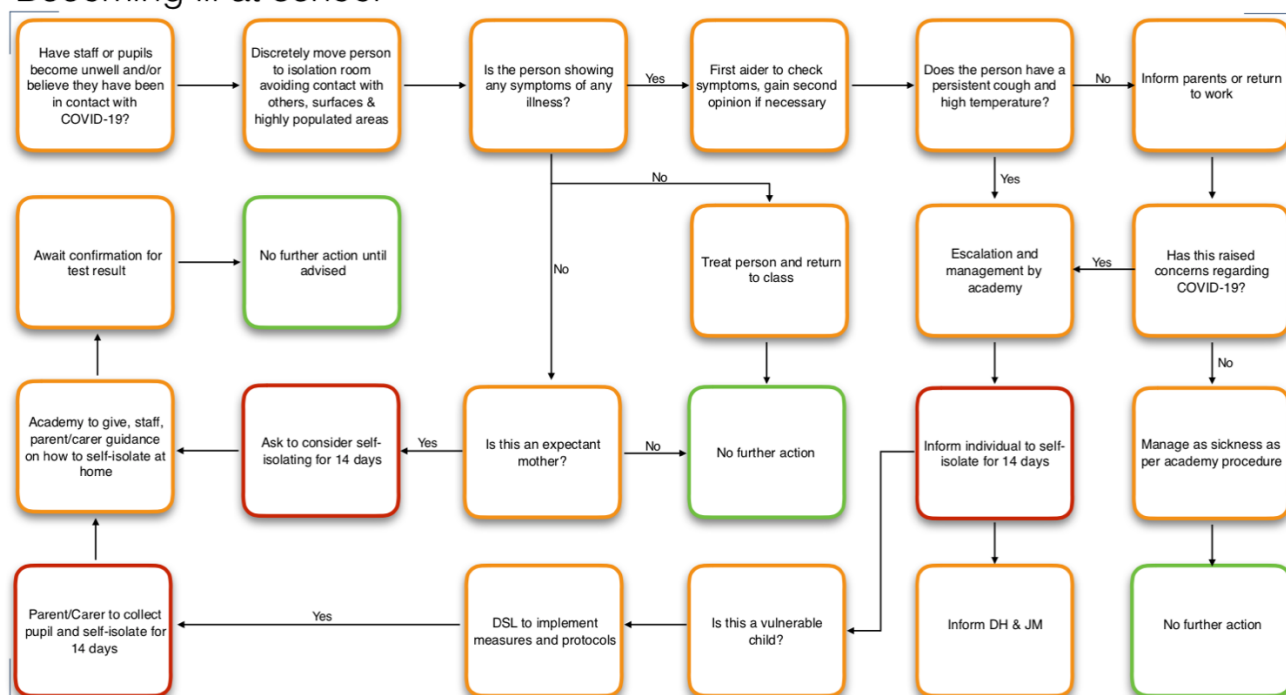 Becoming ill at school
Have staff or pupils
become unwell and/or
believe they have been
in contact with
COVID-19?
Discretely move person
to isolation room
avoiding contact with
others, surfaces &
highly populated areas
Is the person showing
any symptoms of any
illness?
Yes
First aider to check
symptoms, gain second
opinion if necessary
Does the person have a
persistent cough and
high temperature?
No
Inform parents or return
to work
No
Yes
Await confirmation for
test result
No further action until
advised
No
Treat person and return
to class
Escalation and
management by
academy
Yes
Has this raised
concerns regarding
COVID-19?
No
Academy to give, staff,
parent/carer guidance
on how to self-isolate at
home
Ask to consider self-
isolating for 14 days
Yes
Is this an expectant
mother?
No
No further action
Inform individual to self-
isolate for 14 days
Manage as sickness as
per academy procedure
Parent/Carer to collect
pupil and self-isolate for
14 days
Yes
DSL to implement
measures and protocols
Is this a vulnerable
child?
Inform DH & JM
No further action